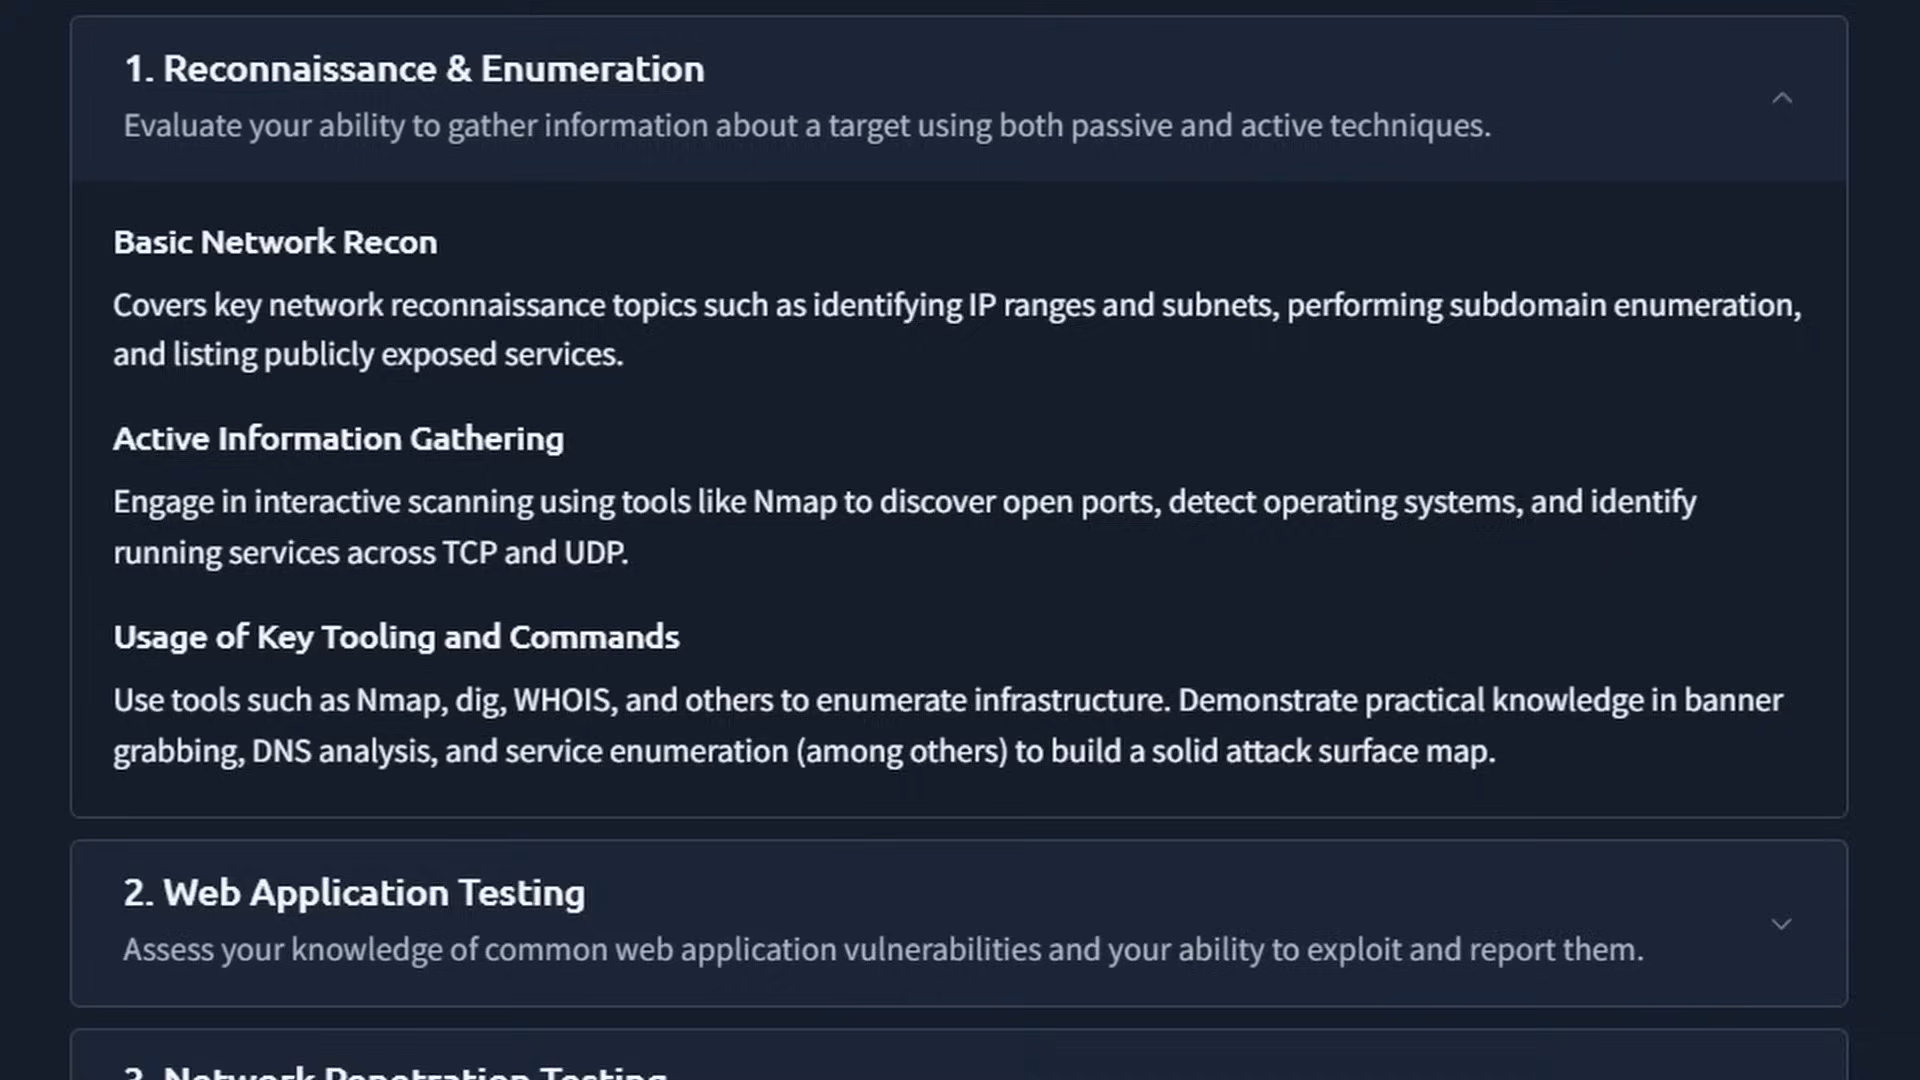 1. Reconnaissance & Enumeration
Evaluate your ability to gather information about a target using both passive and active techniques.
Basic Network Recon
Covers key network reconnaissance topics such as identifying IP ranges and subnets, performing subdomain enumeration,
and listing publicly exposed services.
Active Information Gathering
Engage in interactive scanning using tools like Nmap to discover open ports, detect operating systems, and identify
running services across TCP and UDP.
Usage of Key Tooling and Commands
Use tools such as Nmap, dig, WHOIS, and others to enumerate infrastructure. Demonstrate practical knowledge in banner
grabbing, DNS analysis, and service enumeration (among others) to build a solid attack surface map.
2. Web Application Testing
Assess your knowledge of common web application vulnerabilities and your ability to exploit and report them.
3. Network Penetration Testing